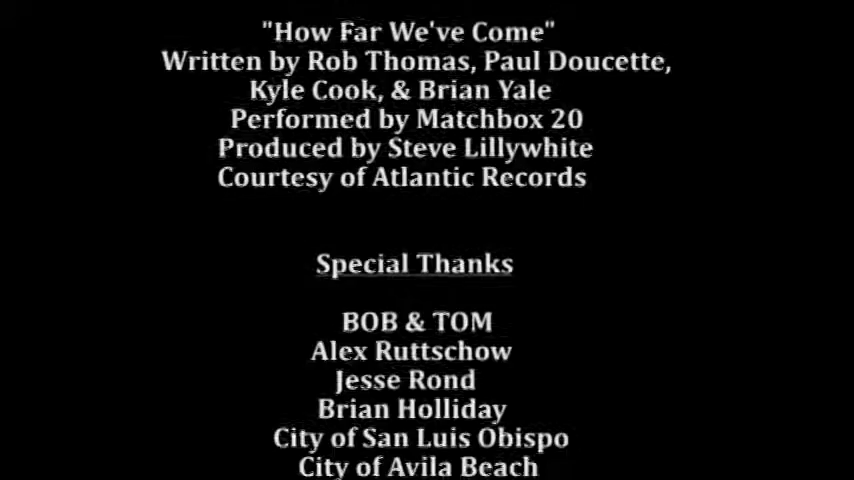 "How Far We've Come"
Written by Rob Thomas, Paul Doucette,
Kyle Cook, & Brian Yale
Performed by Matchbox 20
Produced by Steve Lillywhite
Courtesy of Atlantic Records
Special Thanks
BOB & TOM
Alex Ruttschow
Jesse Rond
Brian Holliday
City of San Luis Obispo
City of Avila Beach